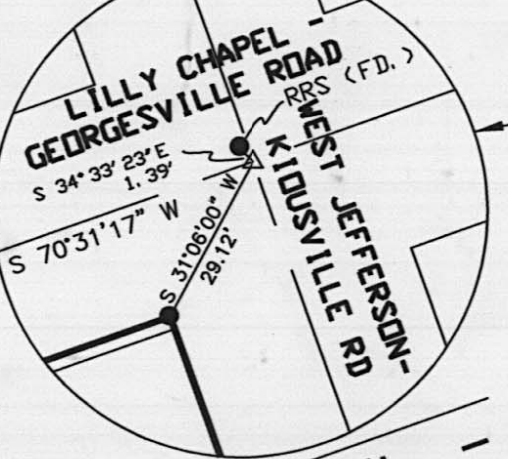 LILLY CHAPEL -
GEORGESVILLE ROAD
RRS (FD.)
S 34°33'23" E
1.39'
S 70°31'17" W
S 31°06'00" W
29.12'
WEST JEFFERSON-
KIOUSVILLE RD